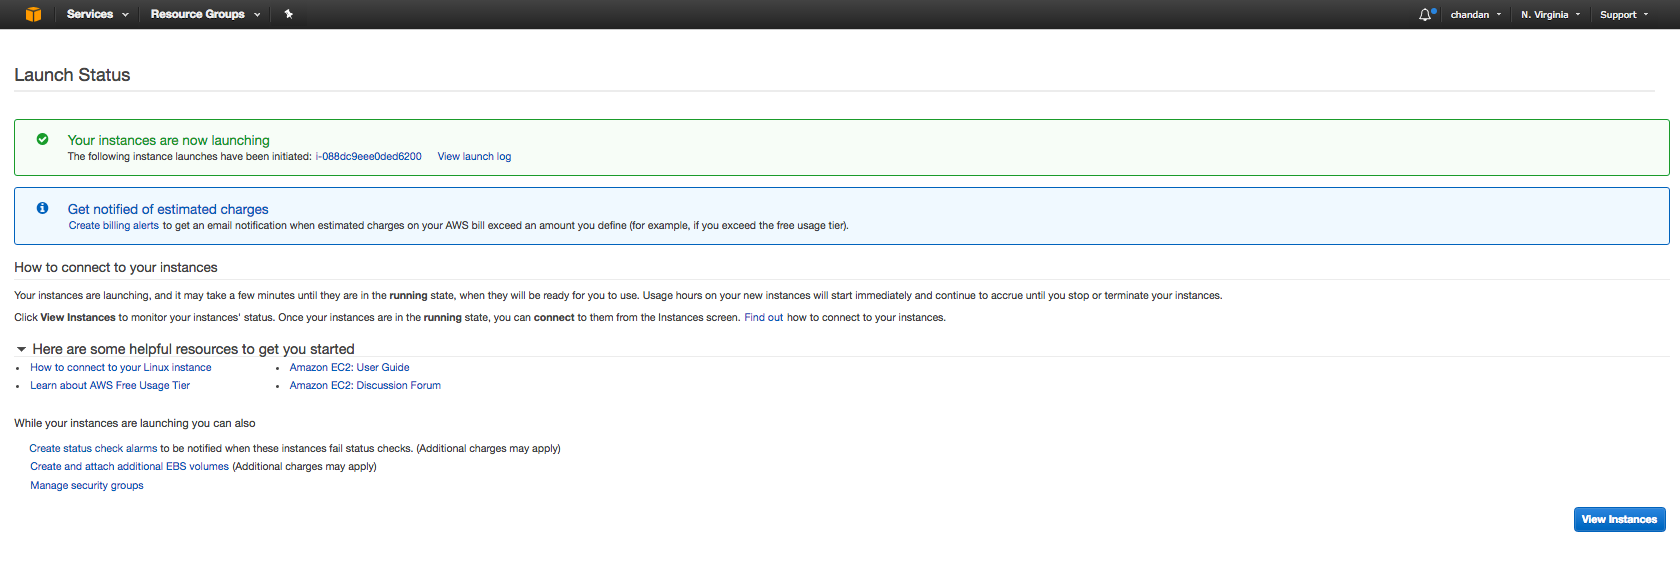 Services Resource Groups chandan N. Virginia Support
Launch Status
Your instances are now launching
The following instance launches have been initiated: i-088dc9eee0ded6200 View launch log
Get notified of estimated charges
Create billing alerts to get an email notification when estimated charges on your AWS bill exceed an amount you define (for example, if you exceed the free usage tier).
How to connect to your instances
Your instances are launching, and it may take a few minutes until they are in the running state, when they will be ready for you to use. Usage hours on your new instances will start immediately and continue to accrue until you stop or terminate your instances.
Click View Instances to monitor your instances' status. Once your instances are in the running state, you can connect to them from the Instances screen. Find out how to connect to your instances.
Here are some helpful resources to get you started
• How to connect to your Linux instance • Amazon EC2: User Guide
• Learn about AWS Free Usage Tier • Amazon EC2: Discussion Forum
While your instances are launching you can also
Create status check alarms to be notified when these instances fail status checks. (Additional charges may apply)
Create and attach additional EBS volumes (Additional charges may apply)
Manage security groups
View Instances